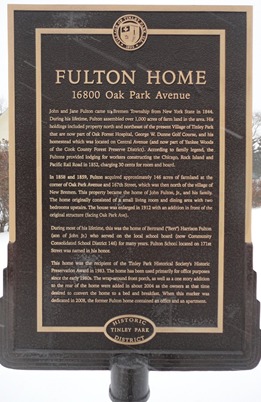 FULTON HOME
16800 Oak Park Avenue
John and Jane Fulton came to Bremen Township from New York State in 1844.
During his lifetime, Fulton assembled over 1,000 acres of farm land in the area. His
holdings included property north and northeast of the present Village of Tinley Park
that are now part of Oak Forest Hospital, George W. Dunne Golf Course, and his
homestead which was located on Central Avenue (and now part of Yankee Woods
of the Cook County Forest Preserve District). According to family legend, the
Fultons provided lodging for workers constructing the Chicago, Rock Island and
Pacific Rail Road in 1852, charging 50 cents for room and board.
In 1858 and 1859, Fulton acquired approximately 146 acres of farmland at the
corner of Oak Park Avenue and 167th Street, which was then north of the village of
New Bremen. This property became the home of John Fulton, Jr., and his family.
The home originally consisted of a small living room and dining area with two
bedrooms upstairs. The house was enlarged in 1912 with an addition in front of the
original structure (facing Oak Park Ave).
During most of his lifetime, this was the home of Bertrand ("Bert") Harrison Fulton
(son of John Jr.) who served on the local school board (now Community
Consolidated School District 146) for many years. Fulton School located on 171st
Street was named in his honor.
This home was the recipient of the Tinley Park Historical Society's Historic
Preservation Award in 1983. The home has been used primarily for office purposes
since the early 1980s. The wrap-around front porch, as well as a one story addition
to the rear of the home were added in about 2004 as the owners at that time
desired to convert the home to a bed and breakfast. When this marker was
dedicated in 2009, the former Fulton home contained an office and an apartment.
HISTORIC
TINLEY PARK
DISTRICT